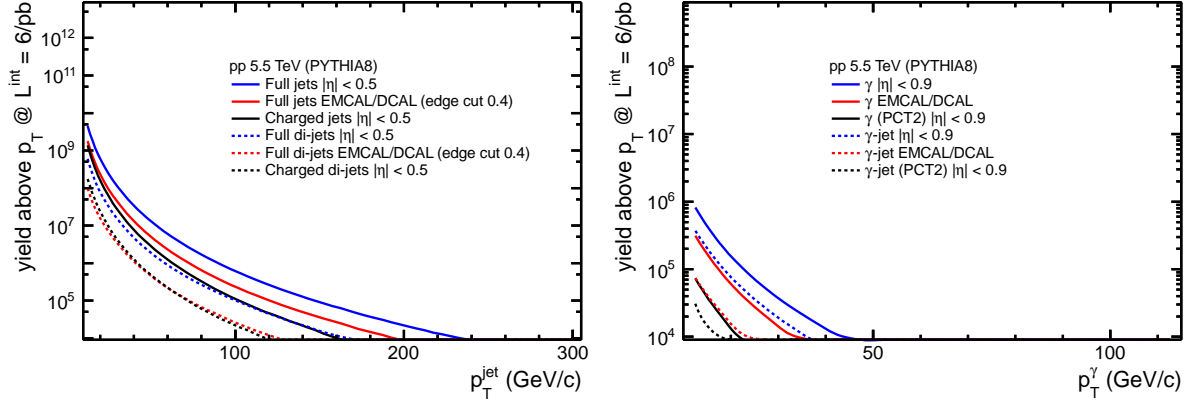 yield above p_T @ L^int = 6/pb
10^12
10^11
10^9
10^7
10^5
pp 5.5 TeV (PYTHIA8)
Full jets |η| < 0.5
Full jets EMCAL/DCAL (edge cut 0.4)
Charged jets |η| < 0.5
Full di-jets |η| < 0.5
Full di-jets EMCAL/DCAL (edge cut 0.4)
Charged di-jets |η| < 0.5
100 200 300
p_T^jet (GeV/c)
yield above p_T @ L^int = 6/pb
10^8
10^7
10^6
10^5
10^4
pp 5.5 TeV (PYTHIA8)
γ |η| < 0.9
γ EMCAL/DCAL
γ (PCT2) |η| < 0.9
γ-jet |η| < 0.9
γ-jet EMCAL/DCAL
γ-jet (PCT2) |η| < 0.9
50 100
p_T^γ (GeV/c)